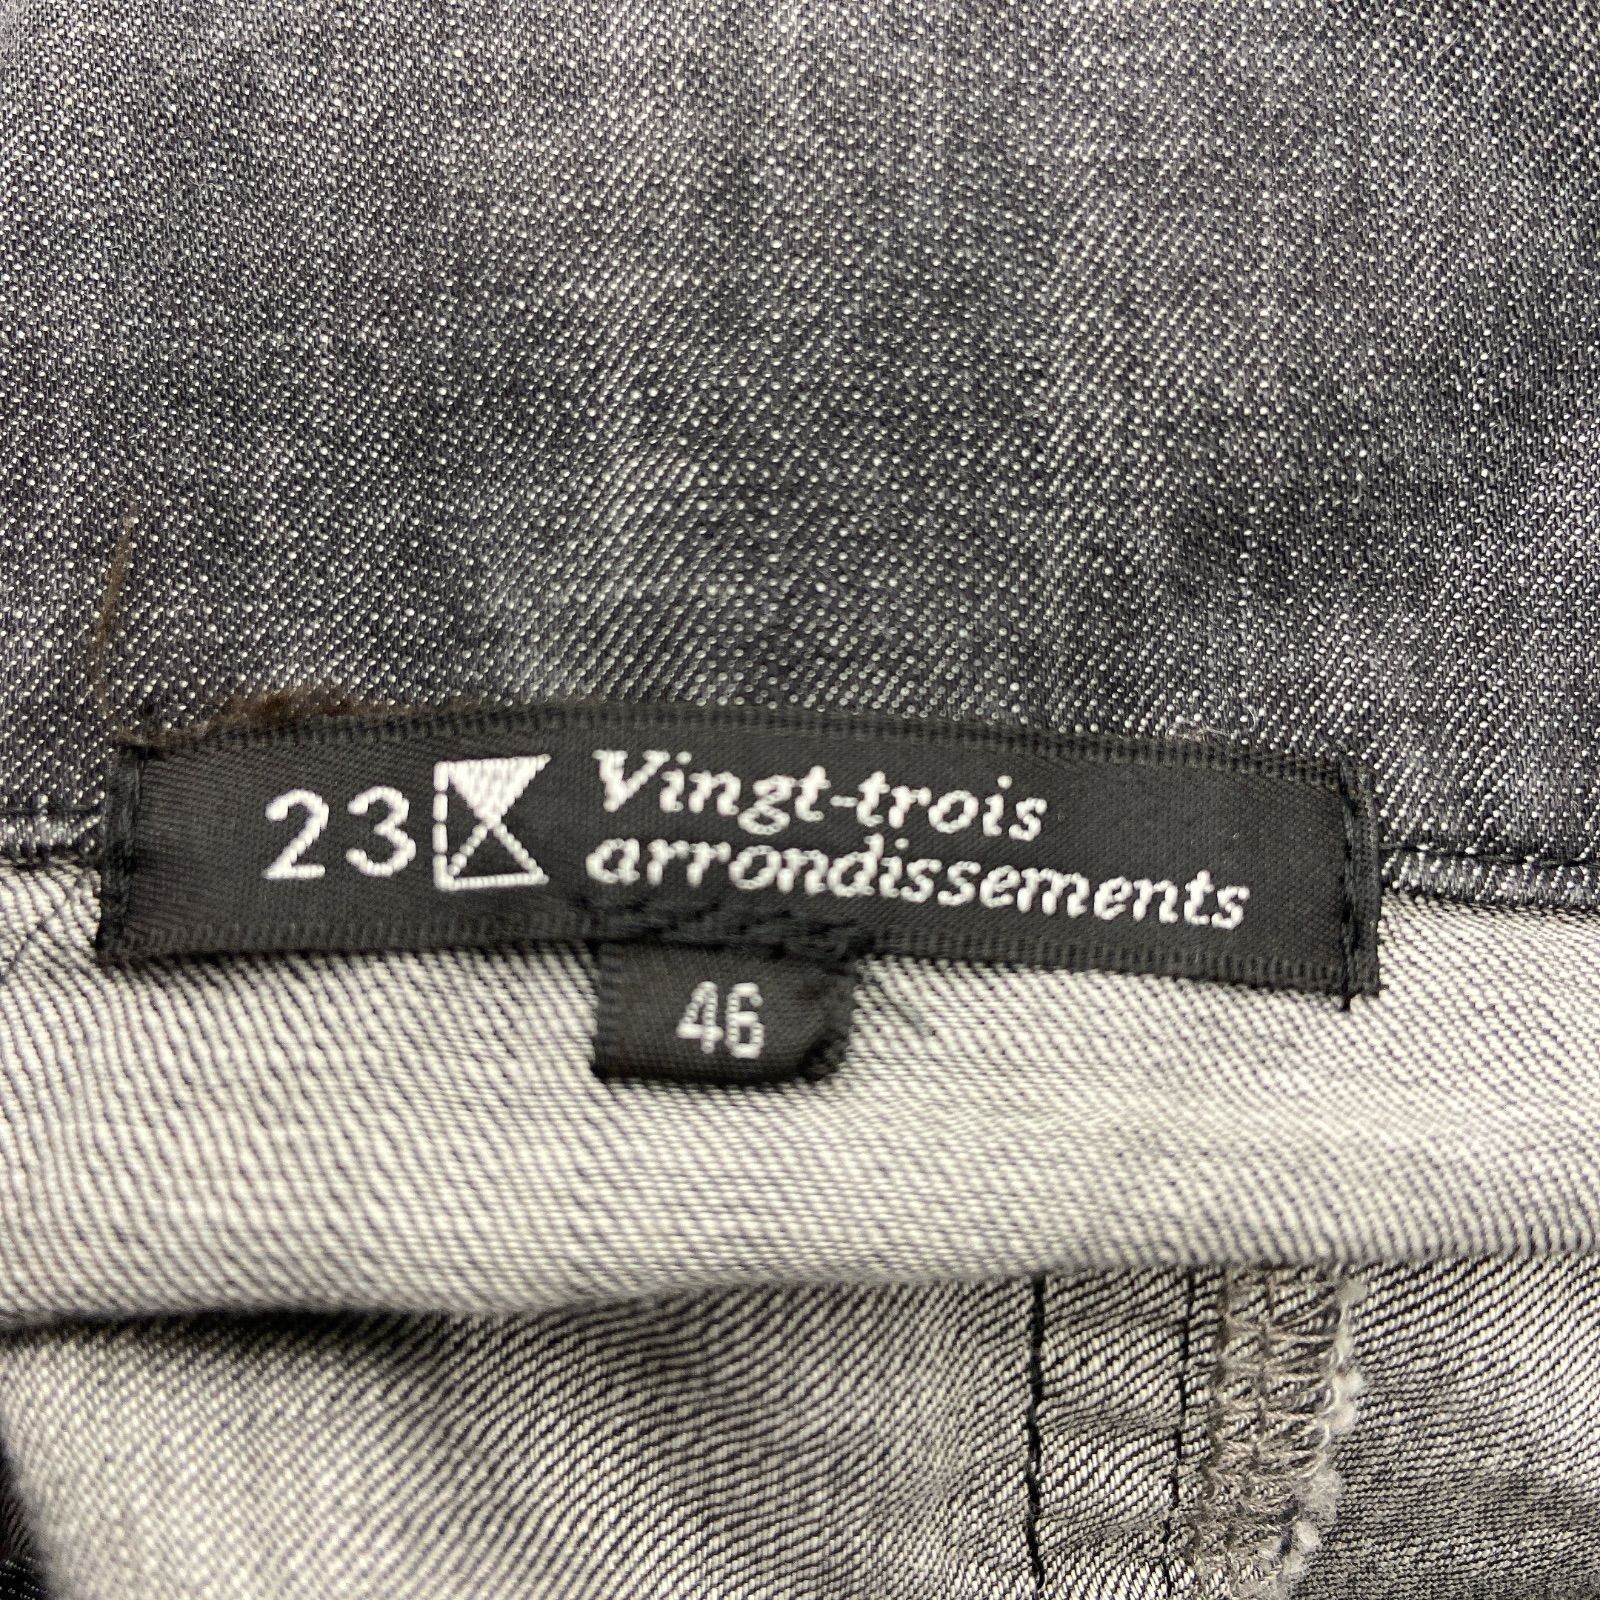 23 Vingt-trois
arrondissements
46